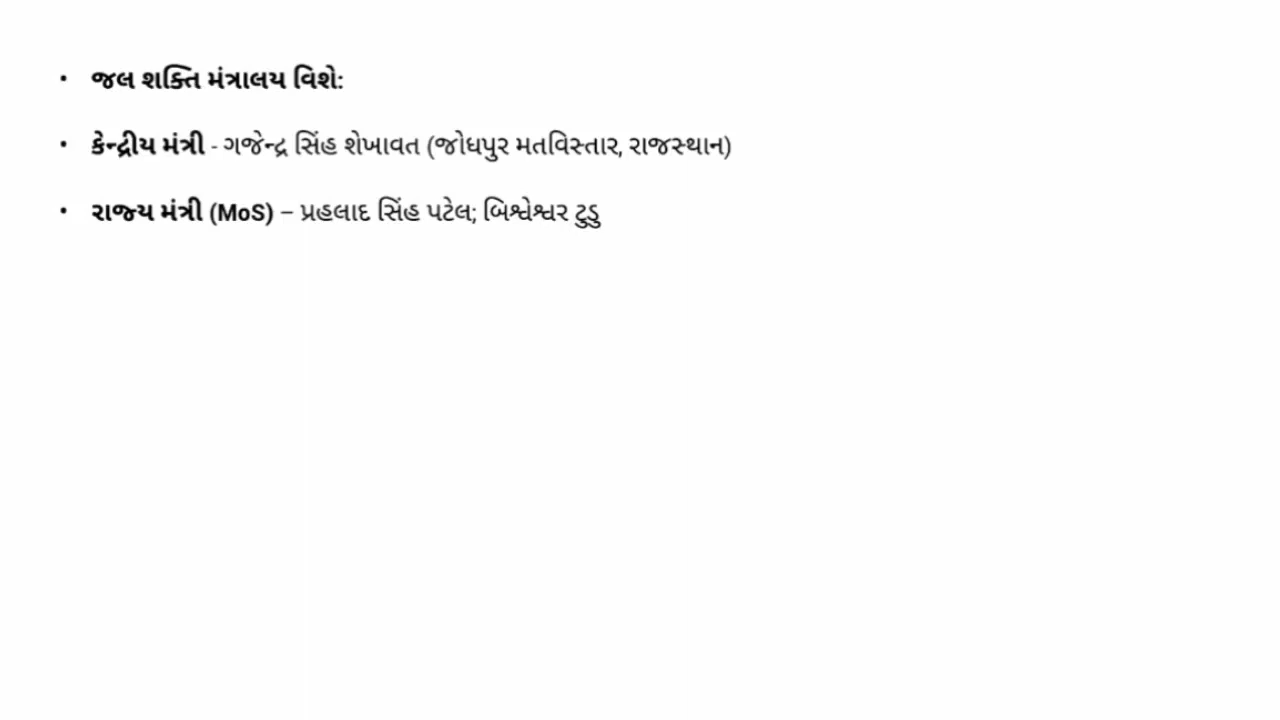 • જલ શક્તિ મંત્રાલય વિશે:
• કેન્દ્રીય મંત્રી - ગજેન્દ્ર સિંહ શેખાવત (જોધપુર મતવિસ્તાર, રાજસ્થાન)
• રાજ્ય મંત્રી (MoS) – પ્રહલાદ સિંહ પટેલ; બિશ્વેશ્વર ટુડુ